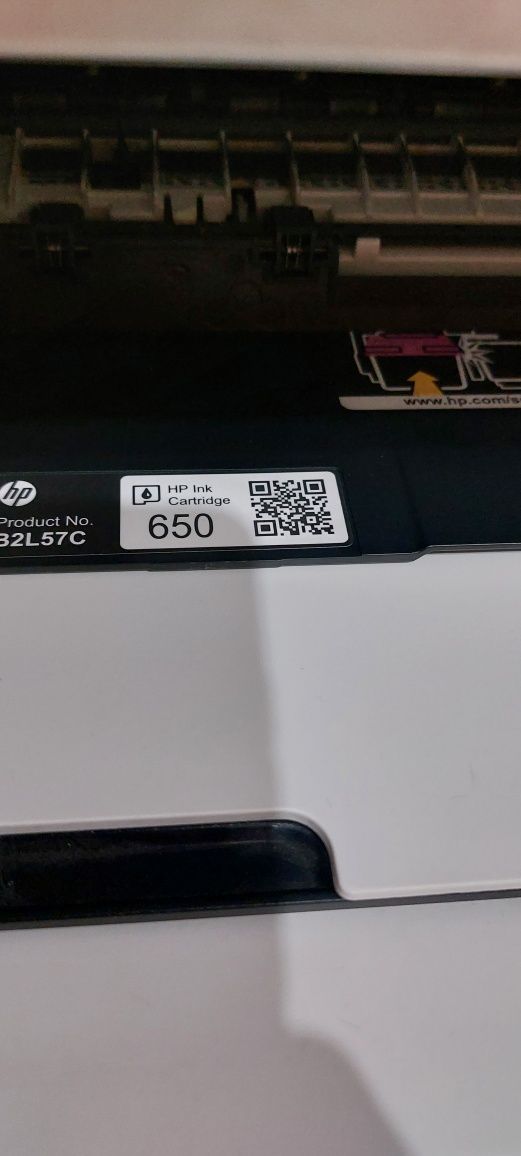 www.hp.com/s
hp
HP Ink
Cartridge
650
Product No.
B2L57C